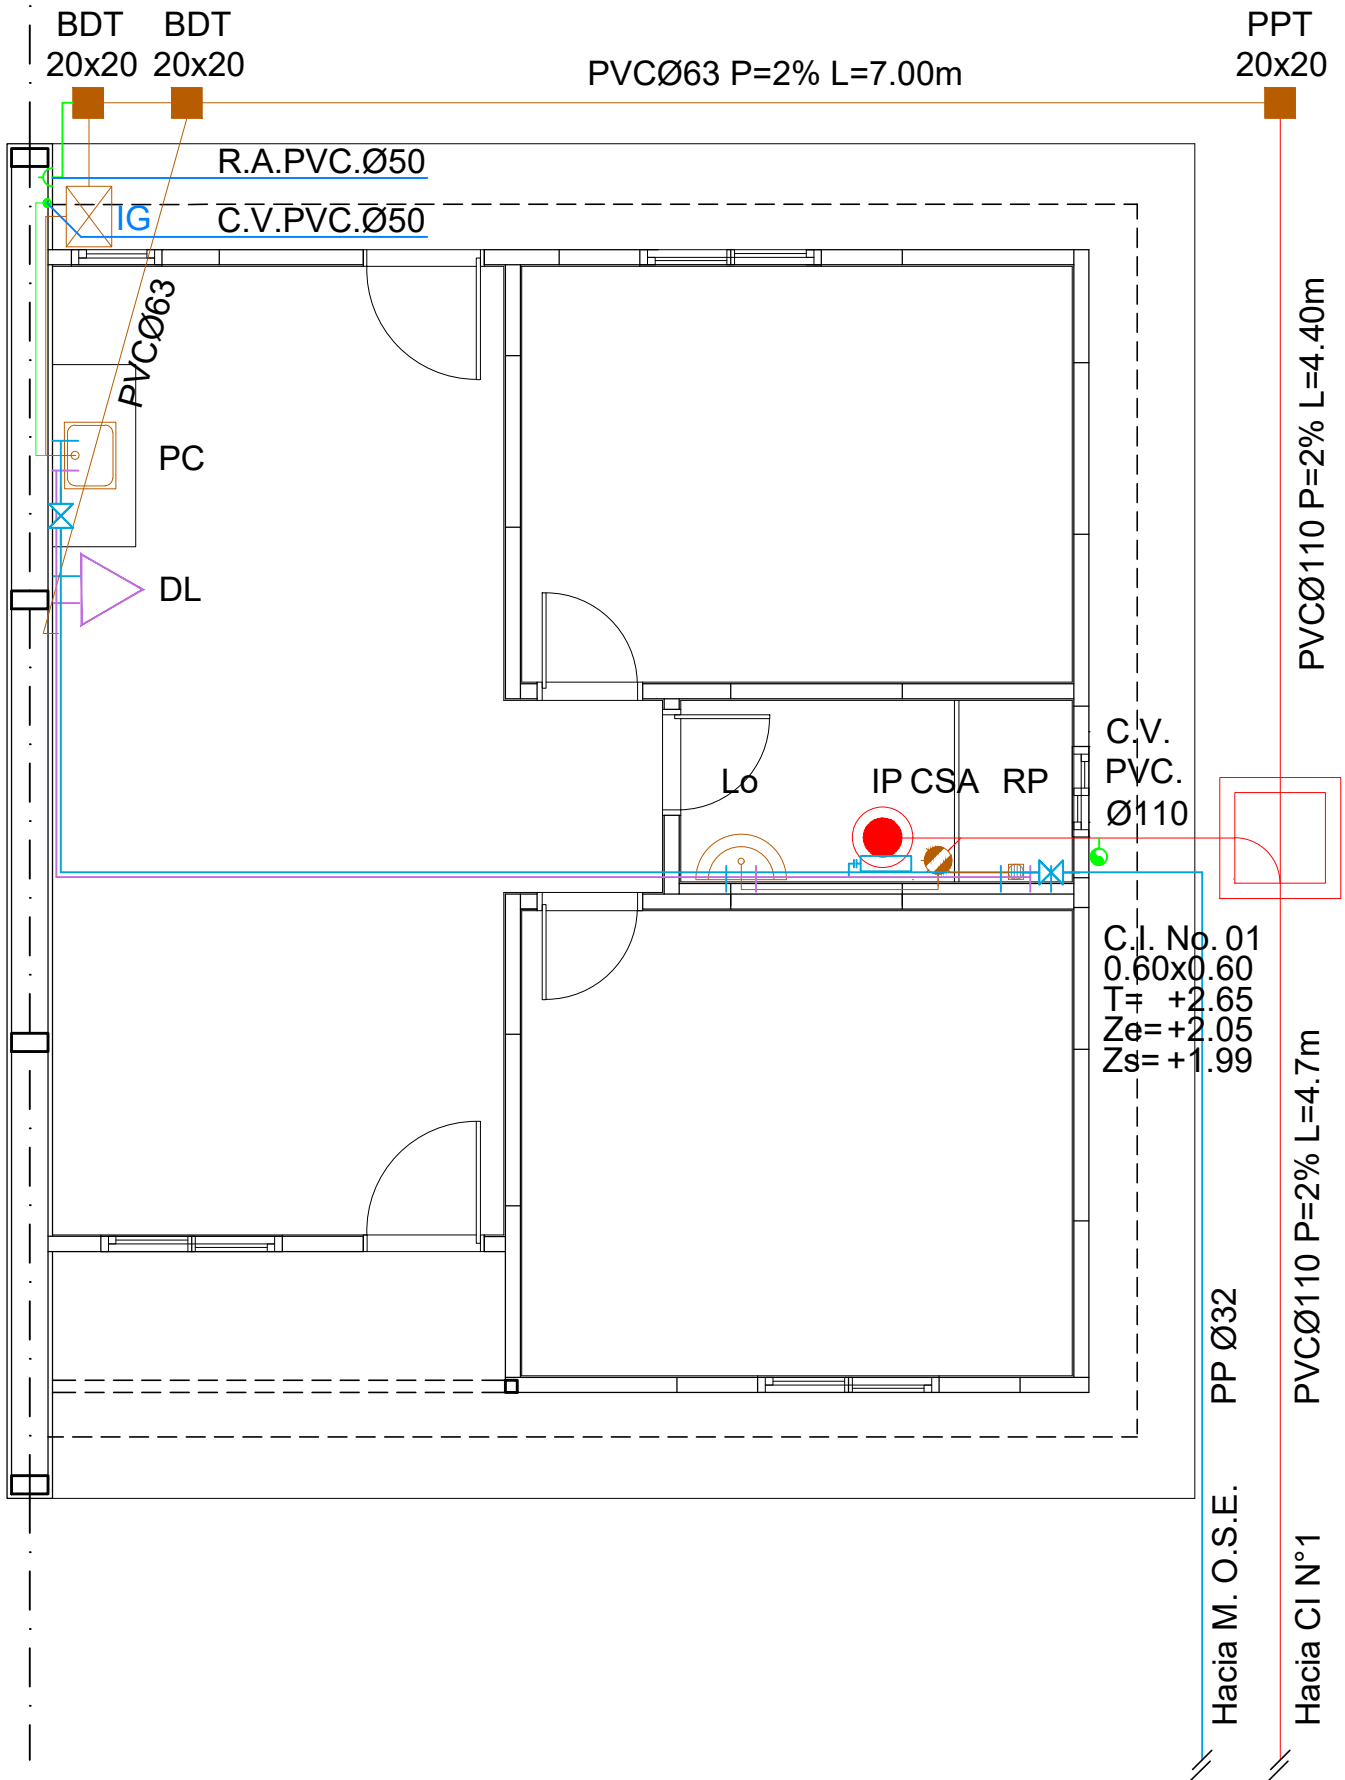 BDT
20x20
BDT
20x20
PVCØ63 P=2% L=7.00m
PPT
20x20
R.A.PVC.Ø50
IG
C.V.PVC.Ø50
PVCØ63
PVCØ110 P=2% L=4.40m
PC
DL
C.V.
PVC.
Ø110
Lo
IP
CSA
RP
C.I. No. 01
0.60x0.60
T= +2.65
Ze= +2.05
Zs= +1.99
PP Ø32
PVCØ110 P=2% L=4.7m
Hacia M. O.S.E.
Hacia CI N°1